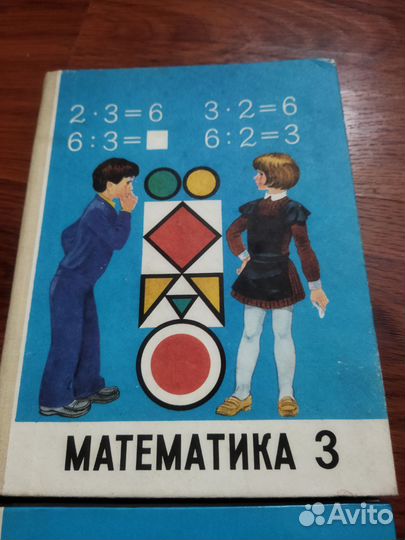 2 · 3 = 6 3 · 2 = 6
6 : 3 = 6 : 2 = 3
МАТЕМАТИКА 3
Avito